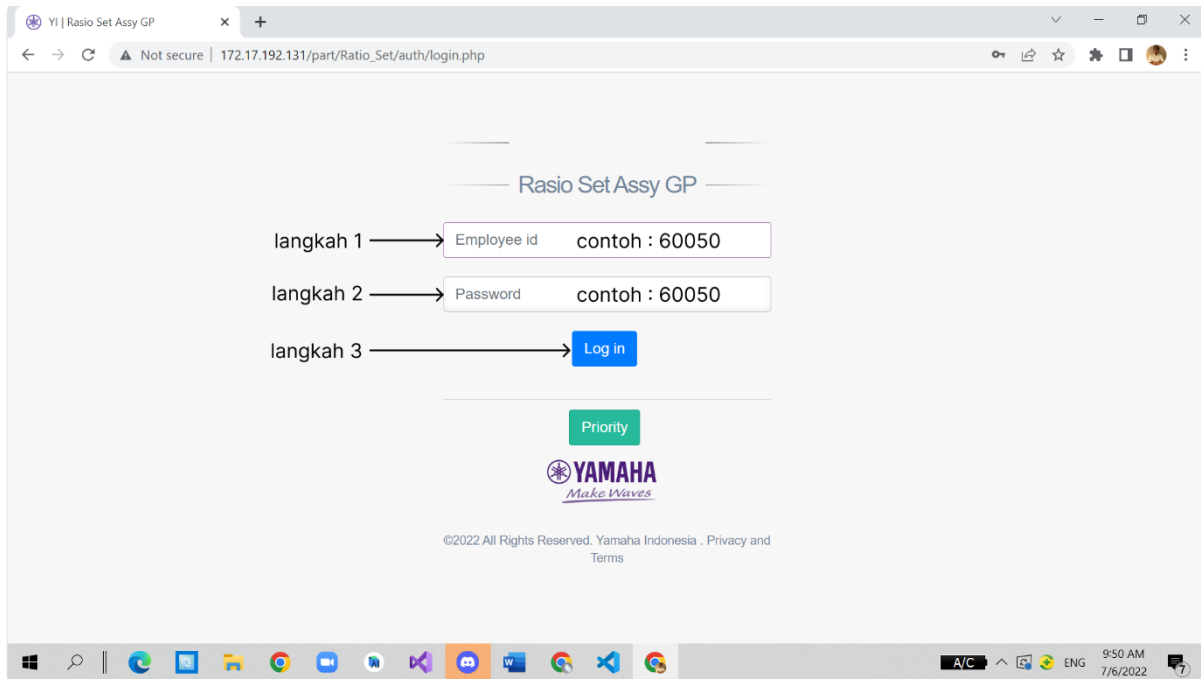 YI | Rasio Set Assy GP
Not secure | 172.17.192.131/part/Ratio_Set/auth/login.php
Rasio Set Assy GP
langkah 1 Employee id contoh : 60050
langkah 2 Password contoh : 60050
langkah 3 Log in
Priority
YAMAHA
Make Waves
©2022 All Rights Reserved. Yamaha Indonesia . Privacy and
Terms
A/C ENG 9:50 AM
7/6/2022 7